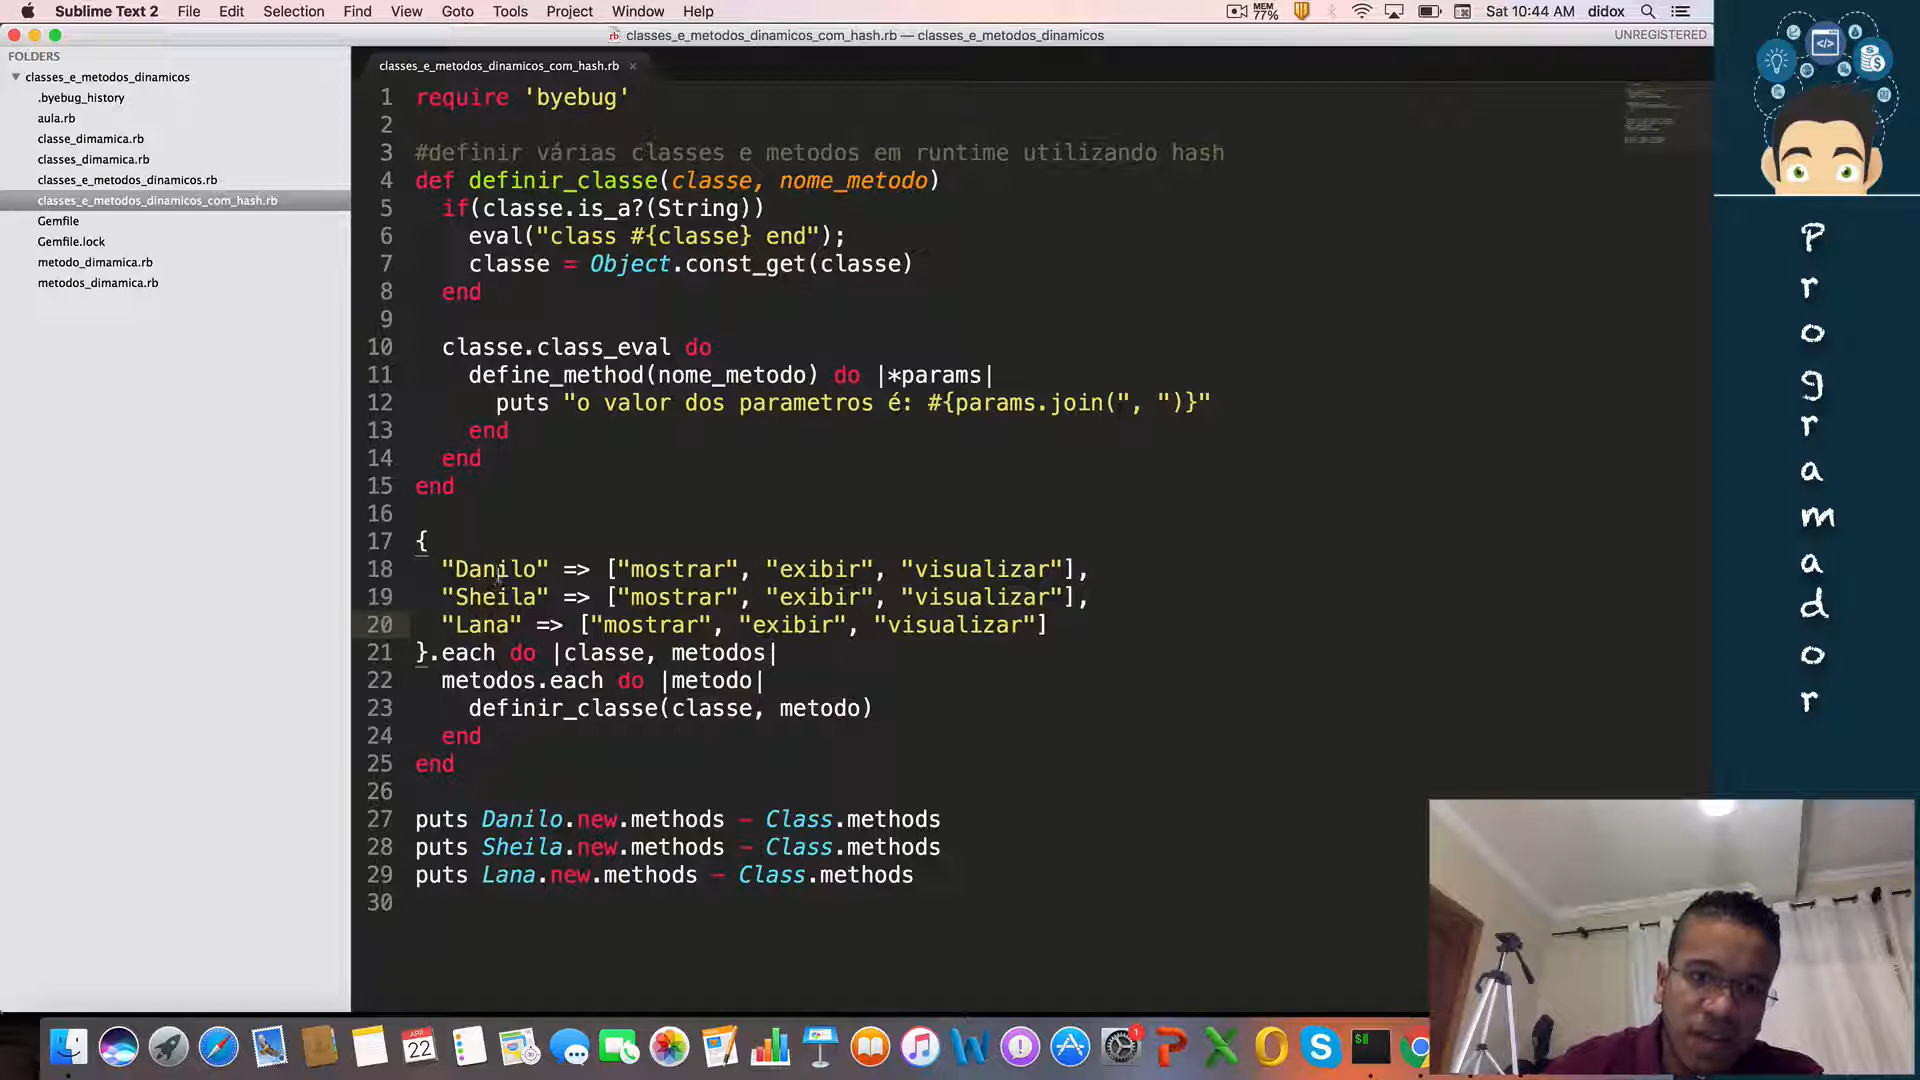 Sublime Text 2 File Edit Selection Find View Goto Tools Project Window Help MEM 77% Sat 10:44 AM didox
classes_e_metodos_dinamicos_com_hash.rb — classes_e_metodos_dinamicos UNREGISTERED
FOLDERS
classes_e_metodos_dinamicos
.byebug_history
aula.rb
classe_dimamica.rb
classes_dimamica.rb
classes_e_metodos_dinamicos.rb
classes_e_metodos_dinamicos_com_hash.rb
Gemfile
Gemfile.lock
metodo_dimamica.rb
metodos_dimamica.rb
classes_e_metodos_dinamicos_com_hash.rb ×
1 require 'byebug'
2
3 #definir várias classes e metodos em runtime utilizando hash
4 def definir_classe(classe, nome_metodo)
5 if(classe.is_a?(String))
6 eval("class #{classe} end");
7 classe = Object.const_get(classe)
8 end
9
10 classe.class_eval do
11 define_method(nome_metodo) do |*params|
12 puts "o valor dos parametros é: #{params.join(", ")}"
13 end
14 end
15 end
16
17 {
18 "Danilo" => ["mostrar", "exibir", "visualizar"],
19 "Sheila" => ["mostrar", "exibir", "visualizar"],
20 "Lana" => ["mostrar", "exibir", "visualizar"]
21 }.each do |classe, metodos|
22 metodos.each do |metodo|
23 definir_classe(classe, metodo)
24 end
25 end
26
27 puts Danilo.new.methods - Class.methods
28 puts Sheila.new.methods - Class.methods
29 puts Lana.new.methods - Class.methods
30
</>
P
r
o
g
r
a
m
a
d
o
r
APR
22
1